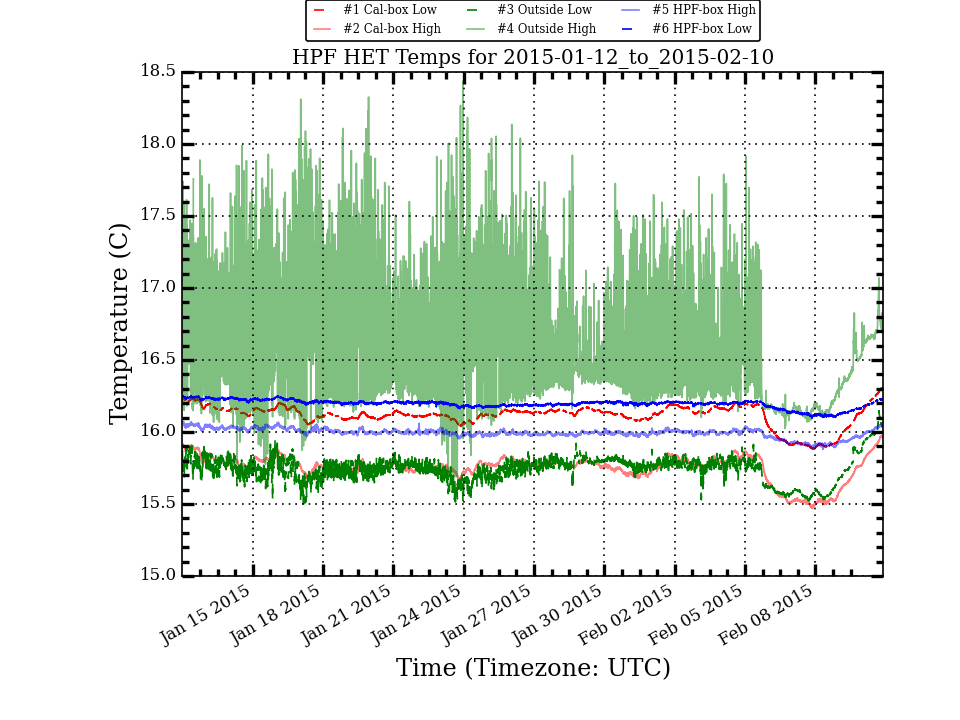 #1 Cal-box Low #3 Outside Low #5 HPF-box High
#2 Cal-box High #4 Outside High #6 HPF-box Low
HPF HET Temps for 2015-01-12_to_2015-02-10
18.5
18.0
17.5
17.0
16.5
16.0
15.5
15.0
Temperature (C)
Jan 15 2015 Jan 18 2015 Jan 21 2015 Jan 24 2015 Jan 27 2015 Jan 30 2015 Feb 02 2015 Feb 05 2015 Feb 08 2015
Time (Timezone: UTC)